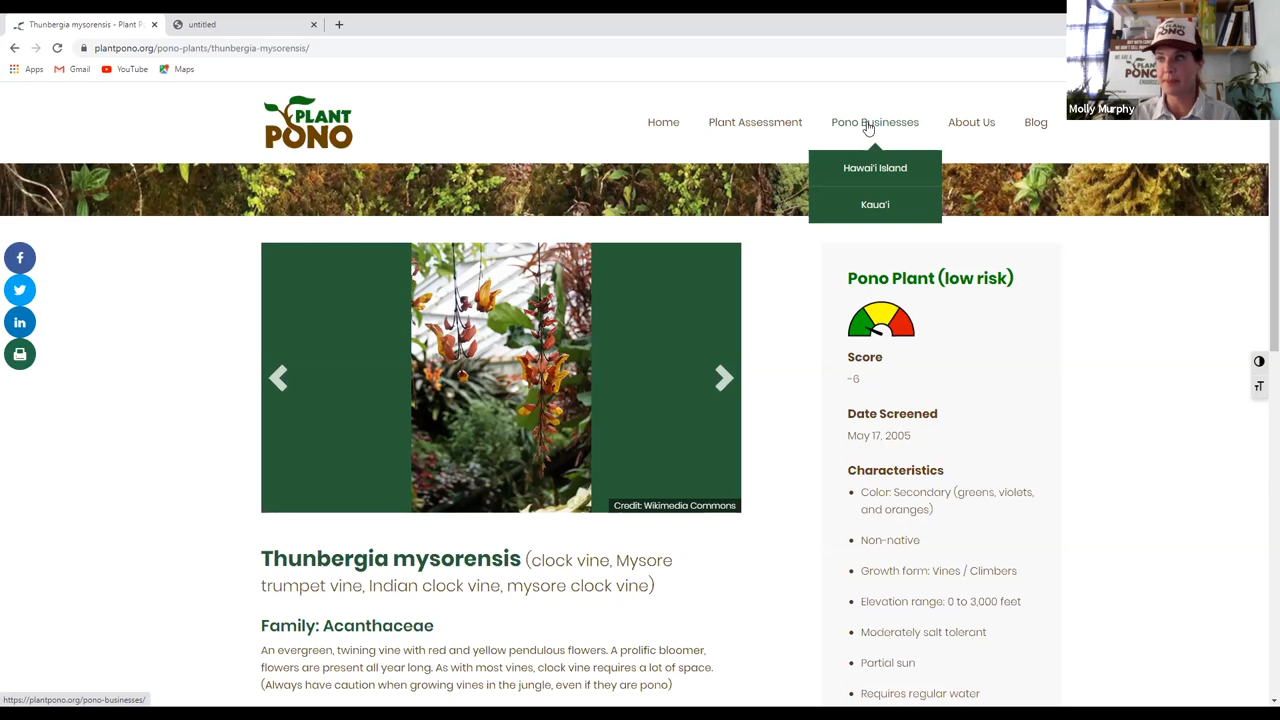 Thunbergia mysorensis - Plant P
untitled
plantpono.org/pono-plants/thunbergia-mysorensis/
Apps
Gmail
YouTube
Maps
PLANT
PONO
Home
Plant Assessment
Pono Businesses
About Us
Blog
Hawai'i Island
Kaua'i
PONO
PLANT
PONO
Molly Murphy
Credit: Wikimedia Commons
Thunbergia mysorensis (clock vine, Mysore
trumpet vine, Indian clock vine, mysore clock vine)
Family: Acanthaceae
An evergreen, twining vine with red and yellow pendulous flowers. A prolific bloomer,
flowers are present all year long. As with most vines, clock vine requires a lot of space.
(Always have caution when growing vines in the jungle, even if they are pono)
Pono Plant (low risk)
Score
-6
Date Screened
May 17, 2005
Characteristics
Color: Secondary (greens, violets,
and oranges)
Non-native
Growth form: Vines / Climbers
Elevation range: 0 to 3,000 feet
Moderately salt tolerant
Partial sun
Requires regular water
https://plantpono.org/pono-businesses/